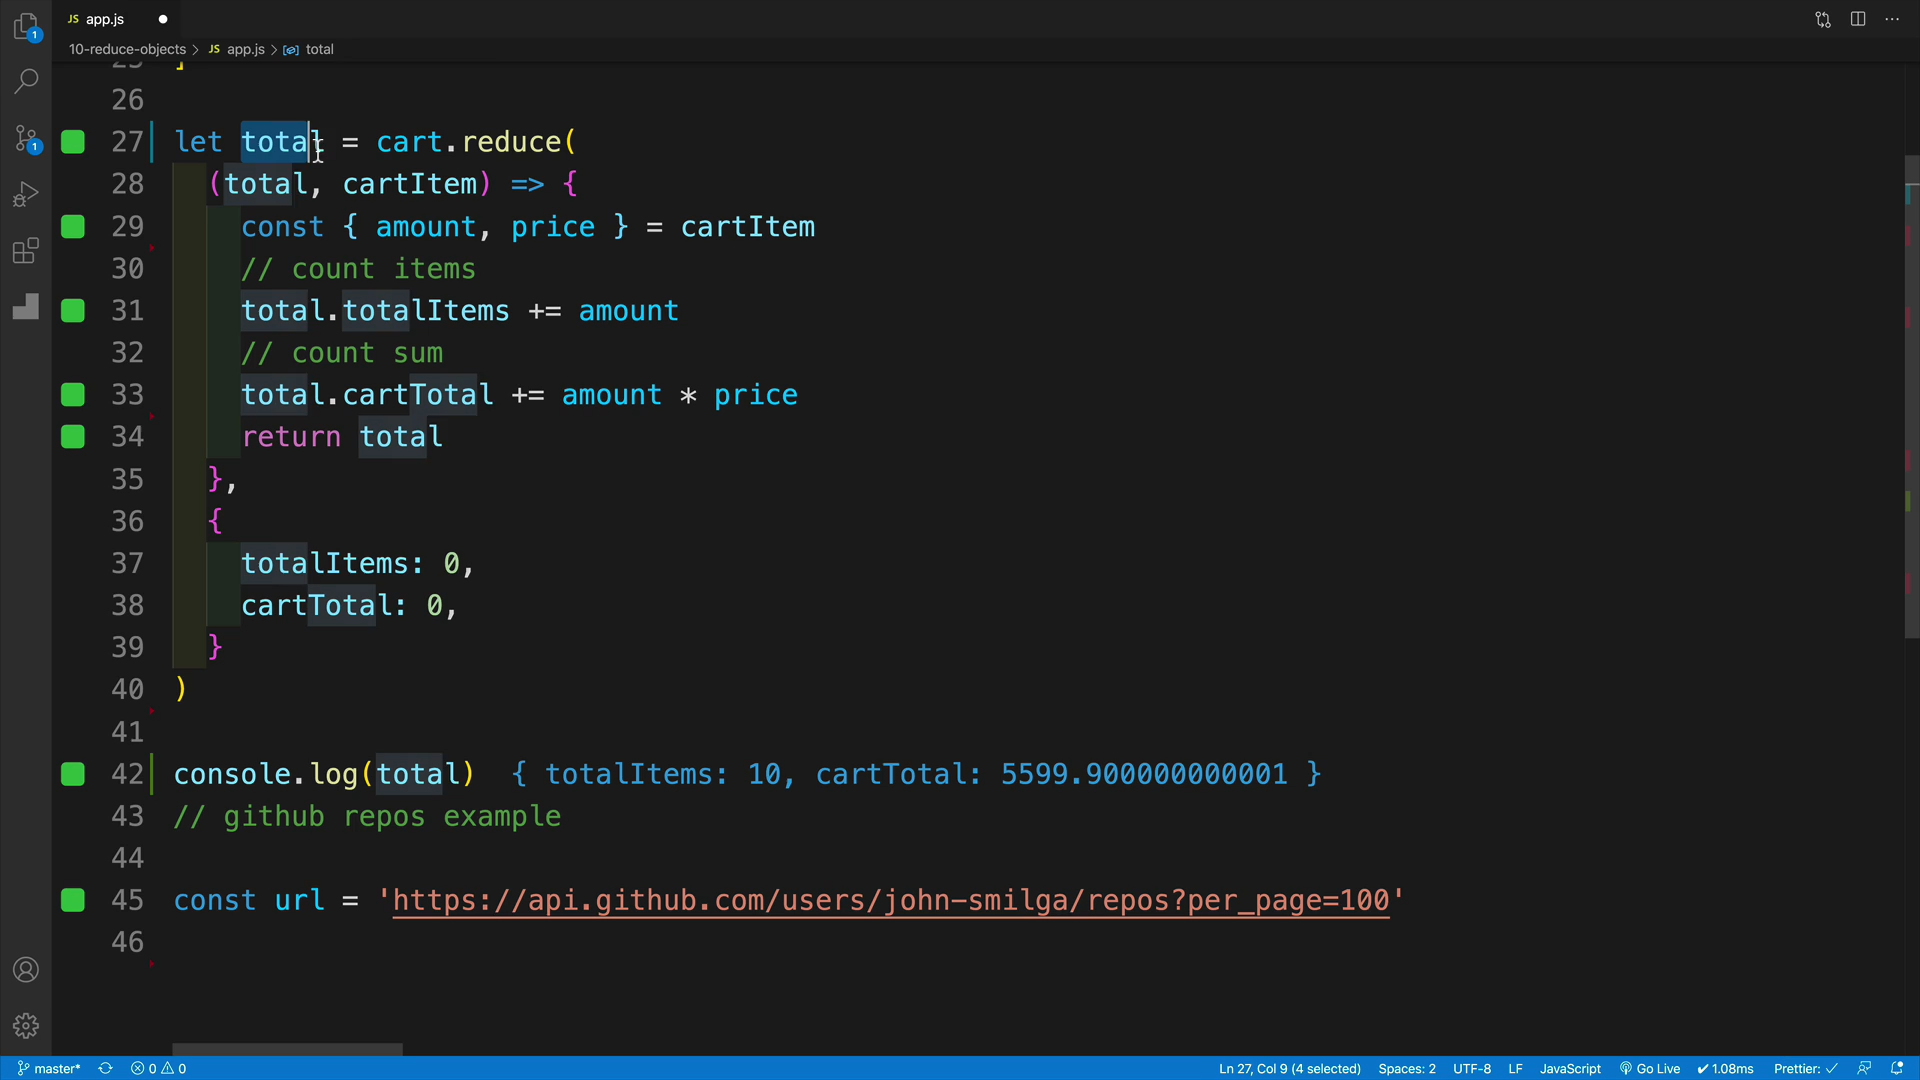 JS app.js
10-reduce-objects > JS app.js > total
1
25 ]
26
27 let total = cart.reduce(
28 (total, cartItem) => {
29 const { amount, price } = cartItem
30 // count items
31 total.totalItems += amount
32 // count sum
33 total.cartTotal += amount * price
34 return total
35 },
36 {
37 totalItems: 0,
38 cartTotal: 0,
39 }
40 )
41
1
42 console.log(total) { totalItems: 10, cartTotal: 5599.900000000001 }
43 // github repos example
44
45 const url = 'https://api.github.com/users/john-smilga/repos?per_page=100'
46
master* 0 0 Ln 27, Col 9 (4 selected) Spaces: 2 UTF-8 LF JavaScript Go Live ✔ 1.08ms Prettier: ✓